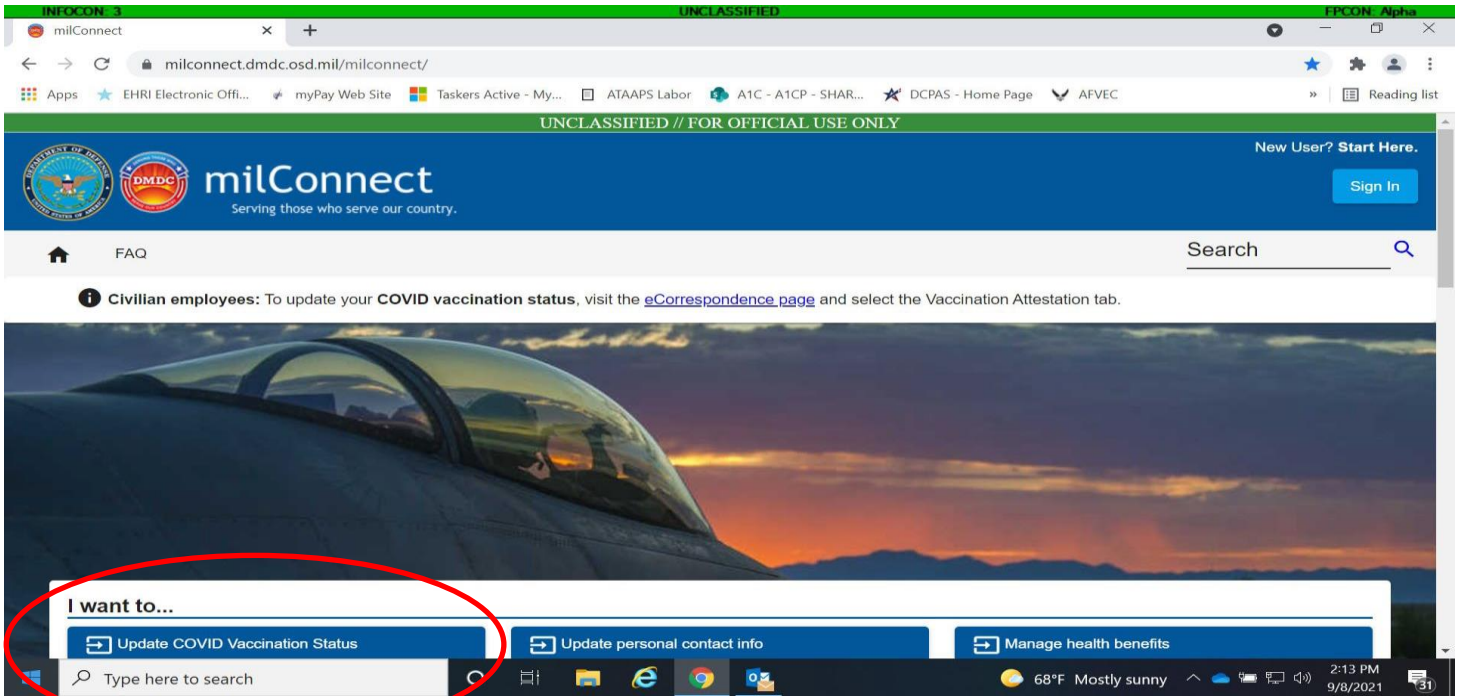 INFOCON: 3 UNCLASSIFIED FPCON: Alpha
milConnect
milconnect.dmdc.osd.mil/milconnect/
Apps EHRI Electronic Offi... myPay Web Site Taskers Active - My... ATAAPS Labor A1C - A1CP - SHAR... DCPAS - Home Page AFVEC » Reading list
UNCLASSIFIED // FOR OFFICIAL USE ONLY
New User? Start Here.
DMDC milConnect
Sign In
Serving those who serve our country.
FAQ Search
Civilian employees: To update your COVID vaccination status, visit the eCorrespondence page and select the Vaccination Attestation tab.
I want to...
Update COVID Vaccination Status Update personal contact info Manage health benefits
Type here to search 68°F Mostly sunny 2:13 PM
9/8/2021 31